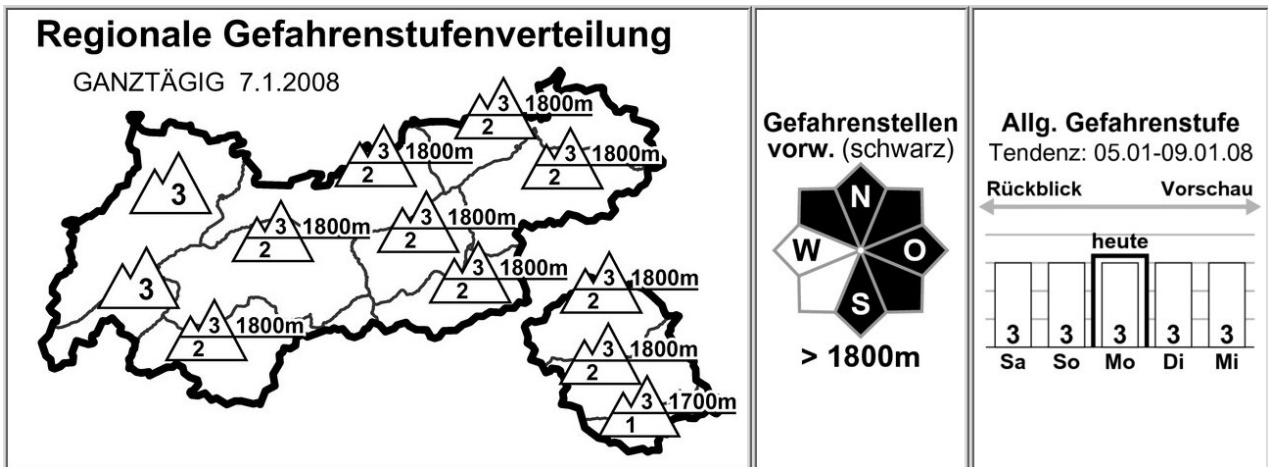 Regionale Gefahrenstufenverteilung
GANZTÄGIG 7.1.2008
3 1800m
2
3 1800m
2
3 1800m
2
3
3 1800m
2
3 1800m
2
3 1800m
2
3
3 1800m
2
3 1800m
2
3 1800m
2
3 1700m
1
Gefahrenstellen
vorw. (schwarz)
N
W O
S
> 1800m
Allg. Gefahrenstufe
Tendenz: 05.01-09.01.08
Rückblick Vorschau
heute
3 3 3 3 3
Sa So Mo Di Mi